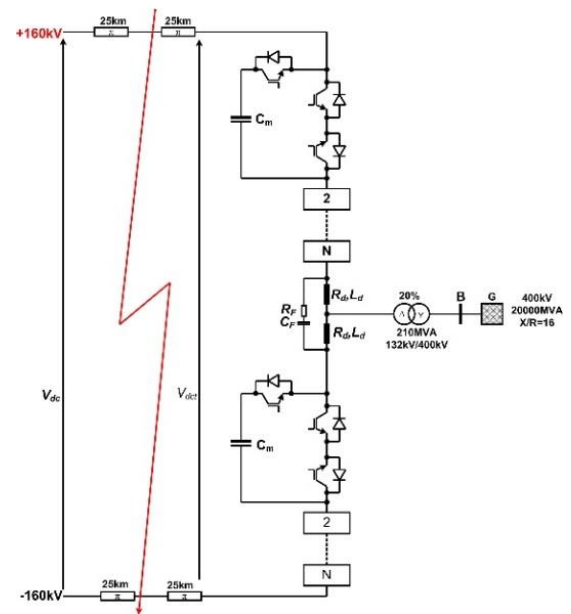 25km
25km
+160kV
π
π
Cm
2
N
Rd,Ld
RF
CF
Rd,Ld
20%
Δ
Y
210MVA
132kV/400kV
B
G
400kV
20000MVA
X/R=16
Vdc
Vdct
Cm
2
N
25km
25km
-160kV
π
π